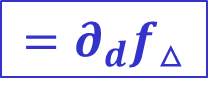 = ∂_d f_△